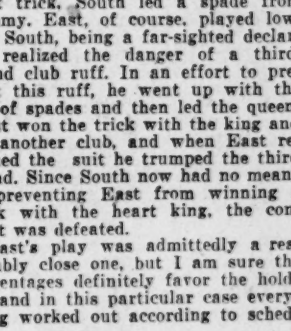 trick. South led a spade from
my. East, of course, played low
South, being a far-sighted declar
realized the danger of a third
nd club ruff. In an effort to pre
this ruff, he went up with th
of spades and then led the queen
st won the trick with the king an
another club, and when East re
ed the suit he trumped the thir
d. Since South now had no mean
preventing East from winning
k with the heart king, the con
t was defeated.
ast's play was admittedly a rea
bly close one, but I am sure th
entages definitely favor the hold
and in this particular case every
g worked out according to sched